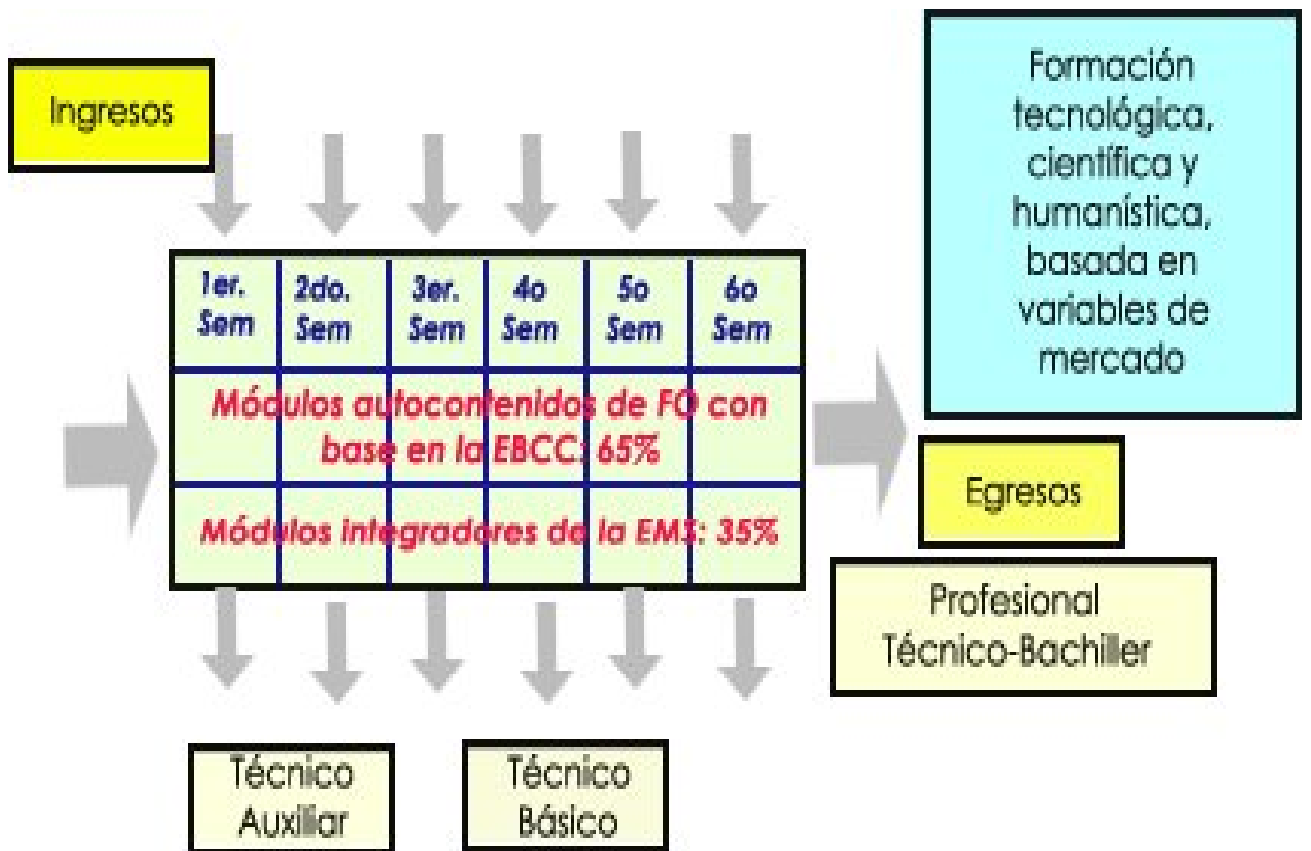 Ingresos
Formación
tecnológica,
científica y
humanística,
basada en
variables de
mercado
1er.
Sem
2do.
Sem
3er.
Sem
4o
Sem
5o
Sem
6o
Sem
Módulos autocontenidos de FO con
base en la EBCC: 65%
Módulos integradores de la EMS: 35%
Egresos
Profesional
Técnico-Bachiller
Técnico
Auxiliar
Técnico
Básico